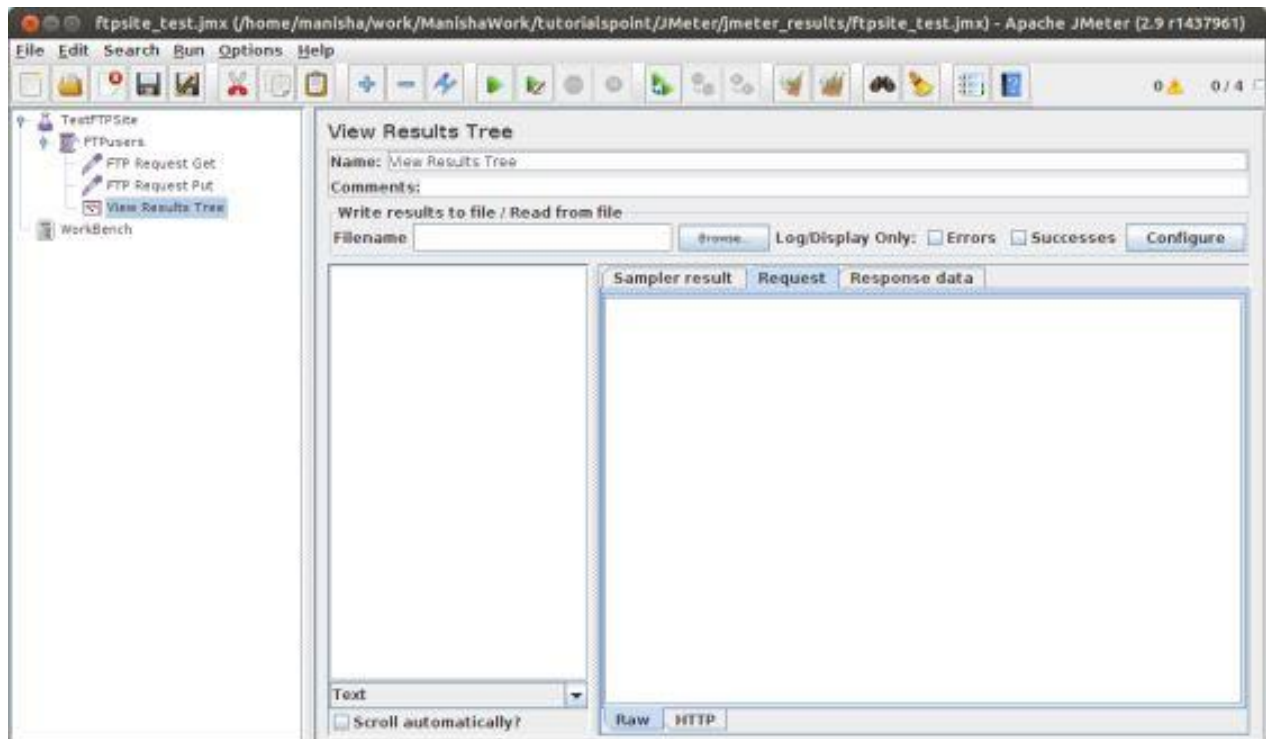 ftpsite_test.jmx (/home/manisha/work/ManishaWork/tutorialspoint/JMeter/jmeter_results/ftpsite_test.jmx) - Apache JMeter (2.9 r1437961)
File Edit Search Run Options Help
0 0 / 4
TestFTPSite
FTPusers
FTP Request Get
FTP Request Put
View Results Tree
WorkBench
View Results Tree
Name: View Results Tree
Comments:
Write results to file / Read from file
Filename Browse... Log/Display Only: Errors Successes Configure
Sampler result Request Response data
Text
Scroll automatically?
Raw HTTP